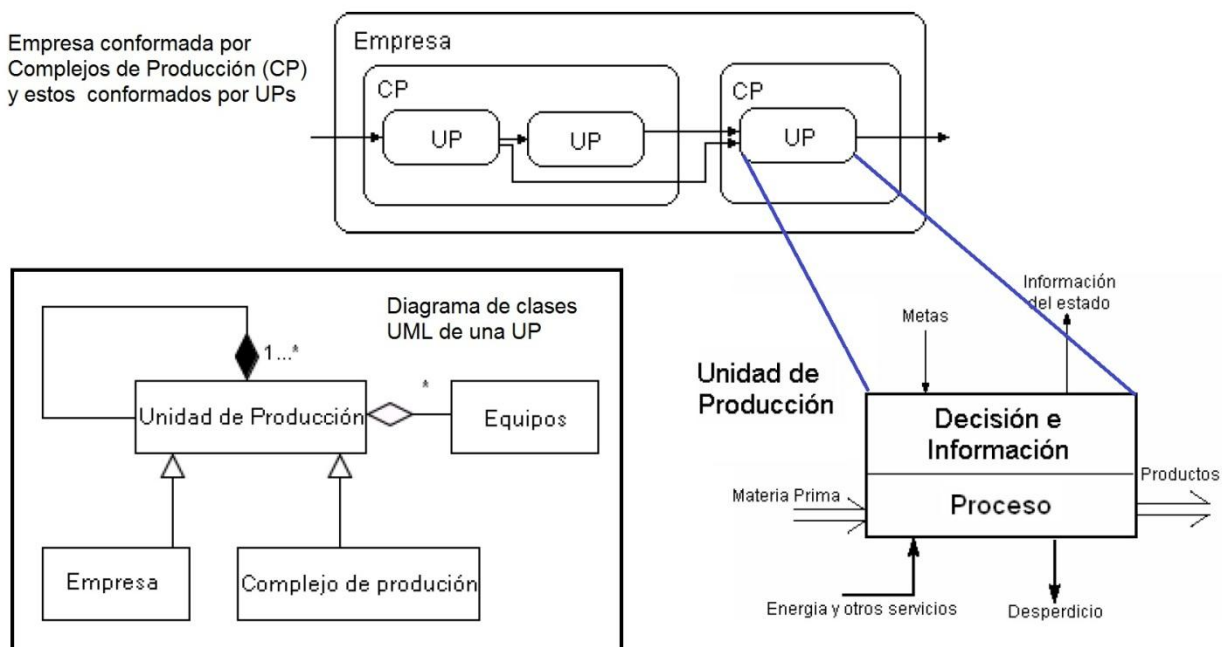 Empresa conformada por
Complejos de Producción (CP)
y estos conformados por UPs
Empresa
CP
UP
UP
CP
UP
Diagrama de clases
UML de una UP
1...*
*
Unidad de Producción
Equipos
Empresa
Complejo de produción
Información
del estado
Metas
Unidad de
Producción
Decisión e
Información
Proceso
Materia Prima
Productos
Energia y otros servicios
Desperdicio